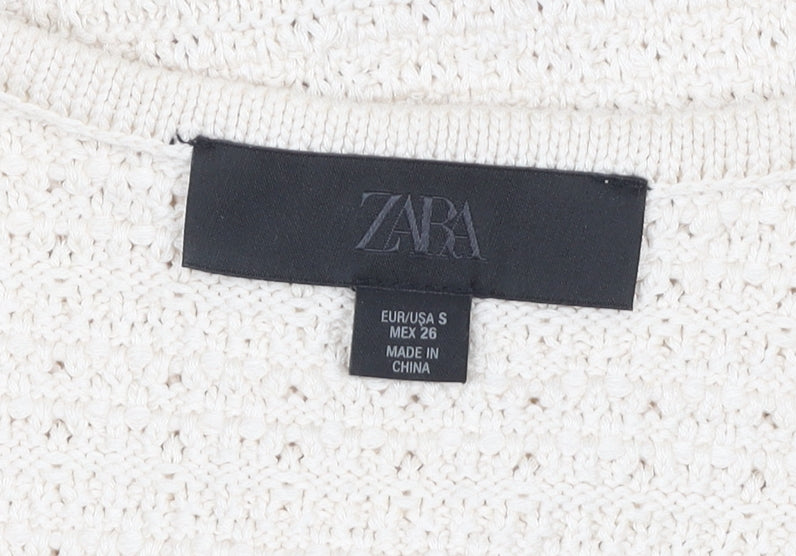 ZARA
EUR/USA S
MEX 26
MADE IN
CHINA